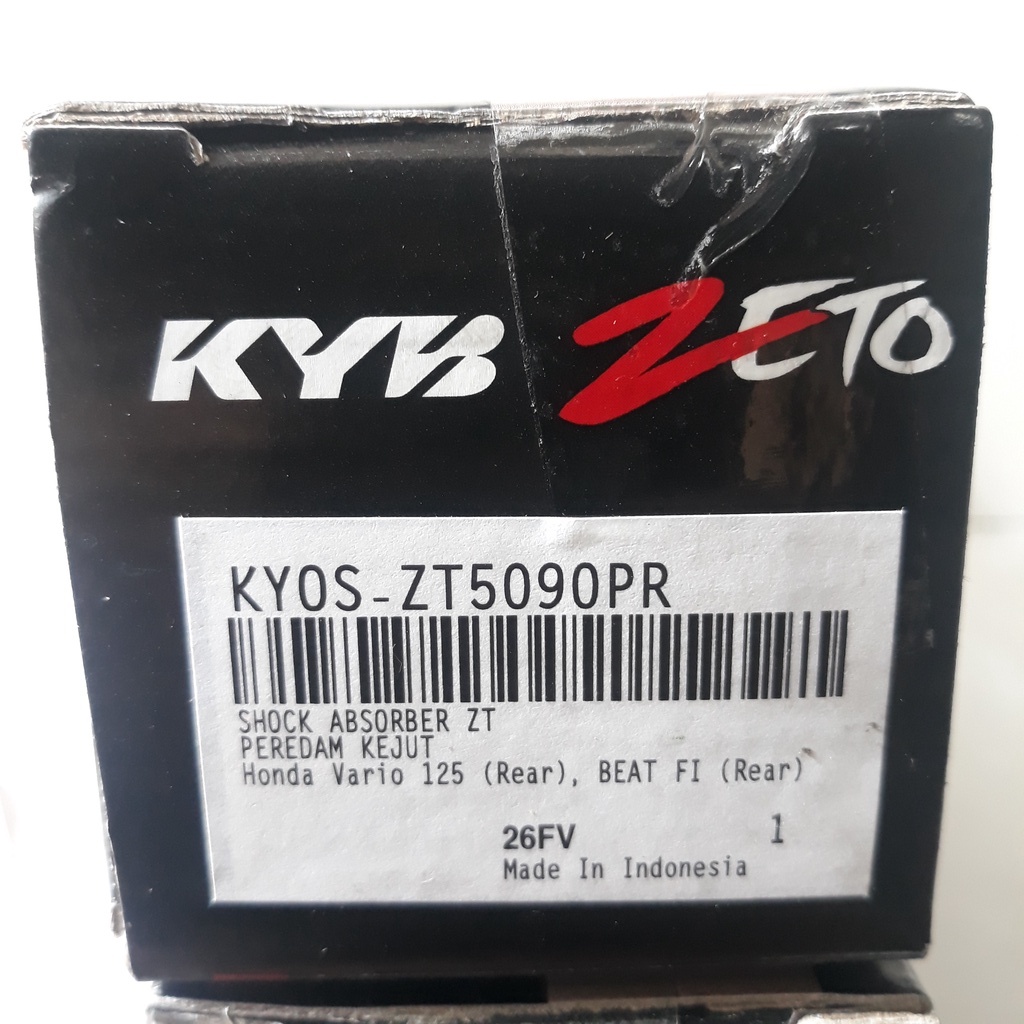 KYB ZETO
KYOS-ZT5090PR
SHOCK ABSORBER ZT
PEREDAM KEJUT
Honda Vario 125 (Rear), BEAT FI (Rear)
26FV 1
Made In Indonesia